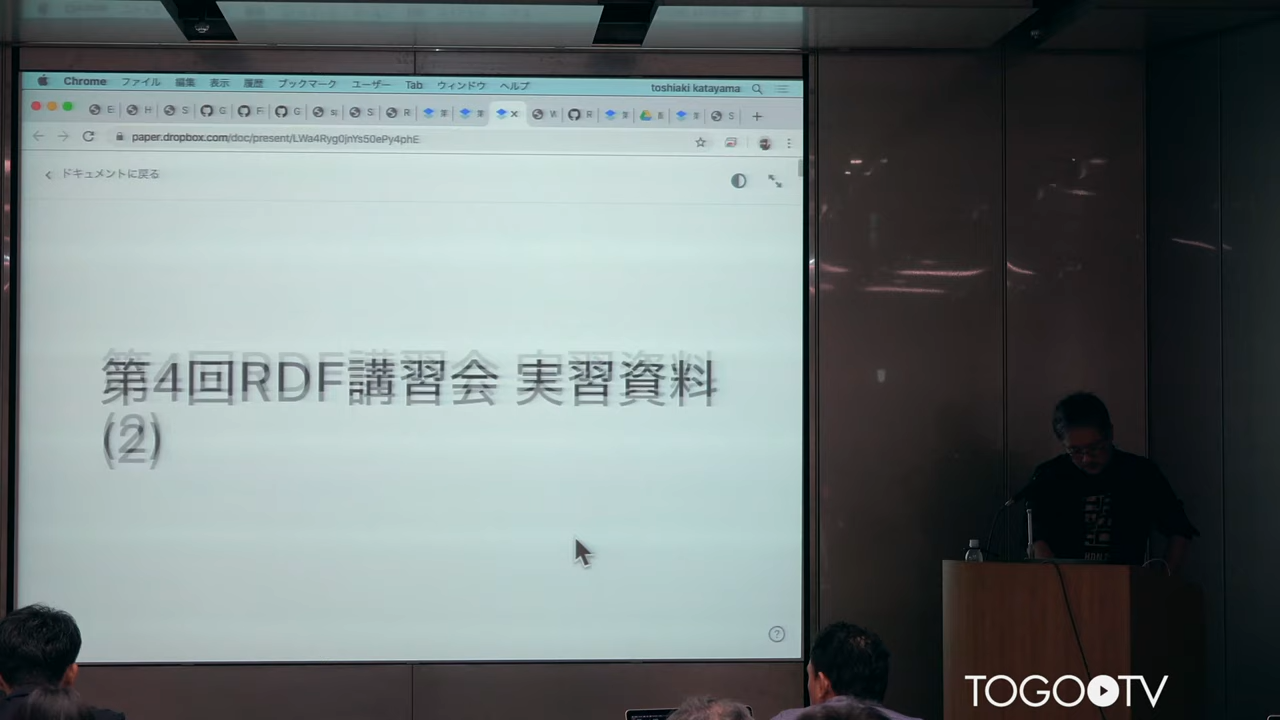 Chrome ファイル 編集 表示 履歴 ブックマーク ユーザー Tab ウィンドウ ヘルプ toshiaki katayama
paper.dropbox.com/doc/present/LWa4Ryg0jnYs50ePy4phE
ドキュメントに戻る
第4回RDF講習会 実習資料
(2)
TOGOTV